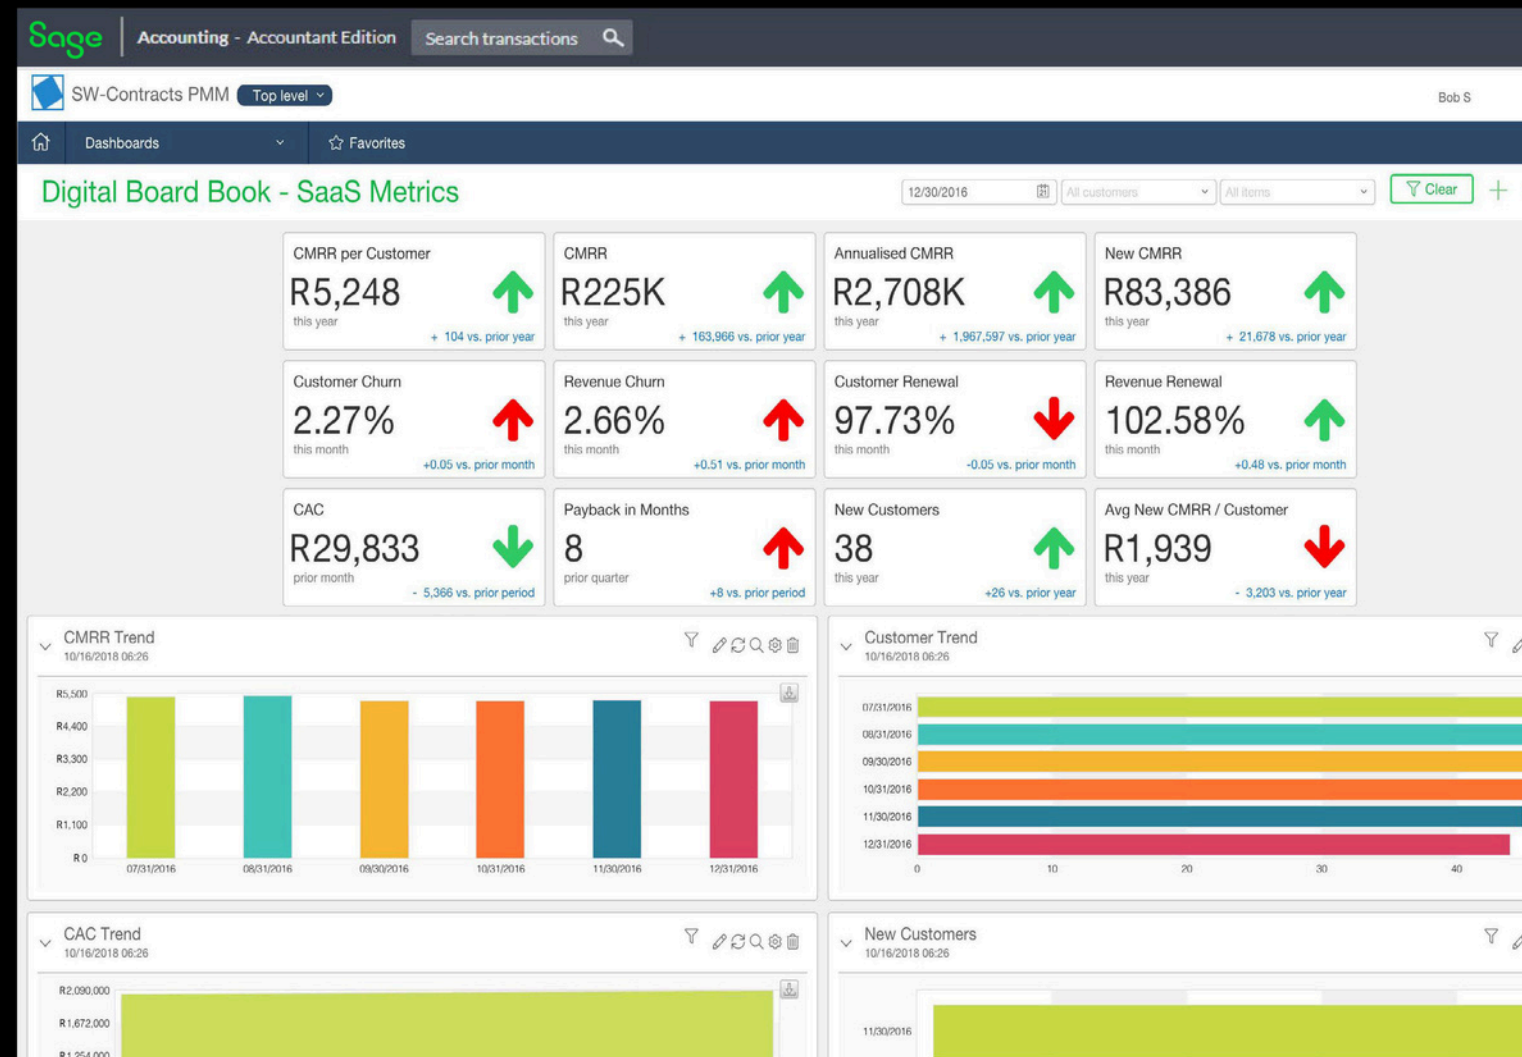 Sage
Accounting - Accountant Edition
Search transactions
SW-Contracts PMM
Top level
Bob S
Dashboards
Favorites
Digital Board Book - SaaS Metrics
12/30/2016
All customers
All items
Clear
CMRR per Customer
R5,248
this year
+ 104 vs. prior year
CMRR
R225K
this year
+ 163,966 vs. prior year
Annualised CMRR
R2,708K
this year
+ 1,967,597 vs. prior year
New CMRR
R83,386
this year
+ 21,678 vs. prior year
Customer Churn
2.27%
this month
+0.05 vs. prior month
Revenue Churn
2.66%
this month
+0.51 vs. prior month
Customer Renewal
97.73%
this month
-0.05 vs. prior month
Revenue Renewal
102.58%
this month
+0.48 vs. prior month
CAC
R29,833
prior month
- 5,366 vs. prior period
Payback in Months
8
prior quarter
+8 vs. prior period
New Customers
38
this year
+26 vs. prior year
Avg New CMRR / Customer
R1,939
this year
- 3,203 vs. prior year
CMRR Trend
10/16/2018 06:26
R5,500
R4,400
R3,300
R2,200
R1,100
R0
07/31/2016
08/31/2016
09/30/2016
10/31/2016
11/30/2016
12/31/2016
Customer Trend
10/16/2018 06:26
07/31/2016
08/31/2016
09/30/2016
10/31/2016
11/30/2016
12/31/2016
0
10
20
30
40
CAC Trend
10/16/2018 06:26
R2,090,000
R1,672,000
R1,254,000
New Customers
10/16/2018 06:26
11/30/2016